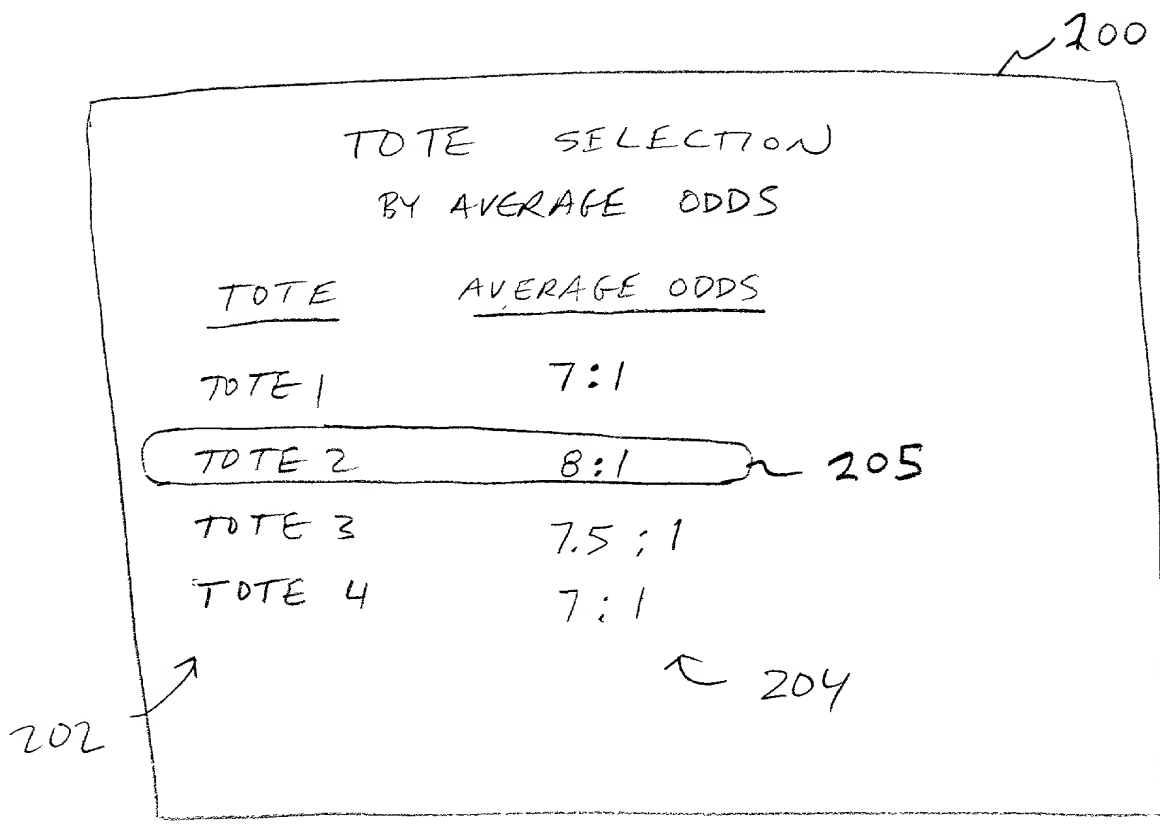 200
TOTE SELECTION
BY AVERAGE ODDS
TOTE AVERAGE ODDS
TOTE 1 7:1
TOTE 2 8:1 205
TOTE 3 7.5:1
TOTE 4 7:1
204
202